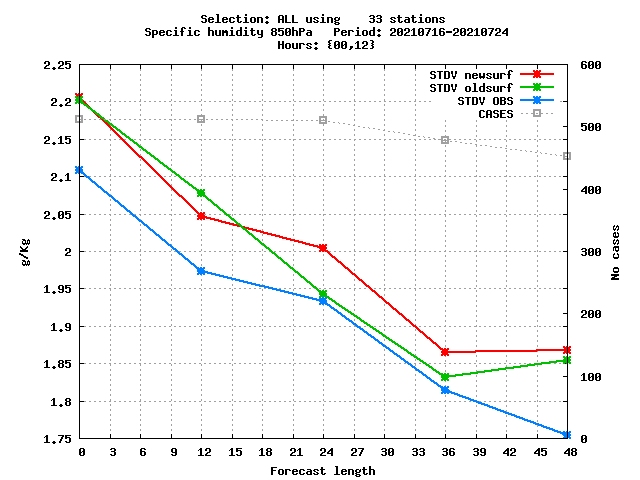 Selection: ALL using    33 stations
Specific humidity 850hPa   Period: 20210716-20210724
Hours: {00,12}
STDV newsurf
STDV oldsurf
STDV OBS
CASES
2.25
2.2
2.15
2.1
2.05
2
1.95
1.9
1.85
1.8
1.75
g/Kg
600
500
400
300
200
100
0
No cases
0 3 6 9 12 15 18 21 24 27 30 33 36 39 42 45 48
Forecast length